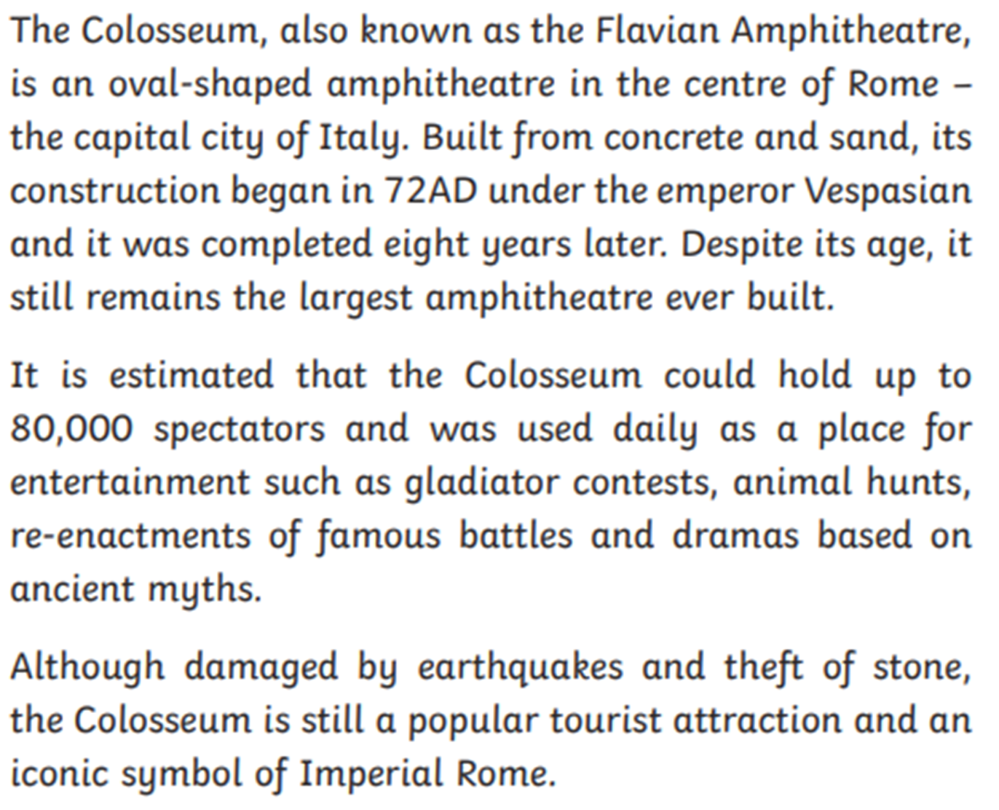 The Colosseum, also known as the Flavian Amphitheatre,
is an oval-shaped amphitheatre in the centre of Rome –
the capital city of Italy. Built from concrete and sand, its
construction began in 72AD under the emperor Vespasian
and it was completed eight years later. Despite its age, it
still remains the largest amphitheatre ever built.
It is estimated that the Colosseum could hold up to
80,000 spectators and was used daily as a place for
entertainment such as gladiator contests, animal hunts,
re-enactments of famous battles and dramas based on
ancient myths.
Although damaged by earthquakes and theft of stone,
the Colosseum is still a popular tourist attraction and an
iconic symbol of Imperial Rome.